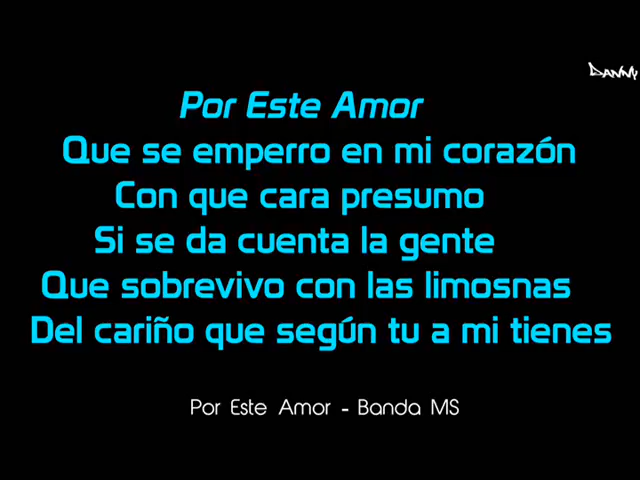 Danny
Por Este Amor
Que se emperro en mi corazón
Con que cara presumo
Si se da cuenta la gente
Que sobrevivo con las limosnas
Del cariño que según tu a mi tienes
Por Este Amor - Banda MS